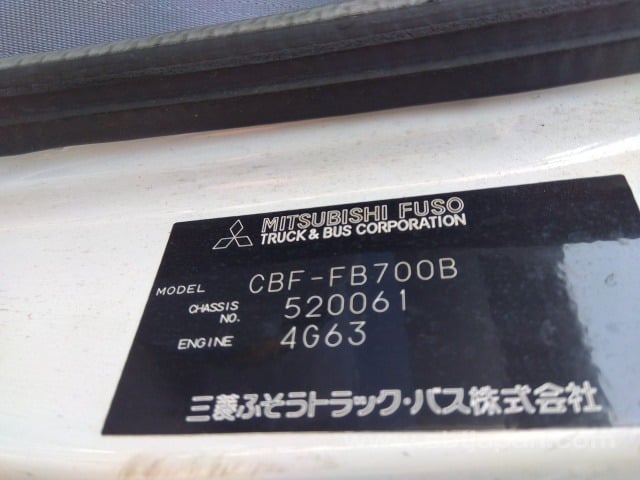 MITSUBISHI FUSO
TRUCK & BUS CORPORATION
MODEL CBF-FB700B
CHASSIS NO. 520061
ENGINE 4G63
三菱ふそうトラック・バス株式会社